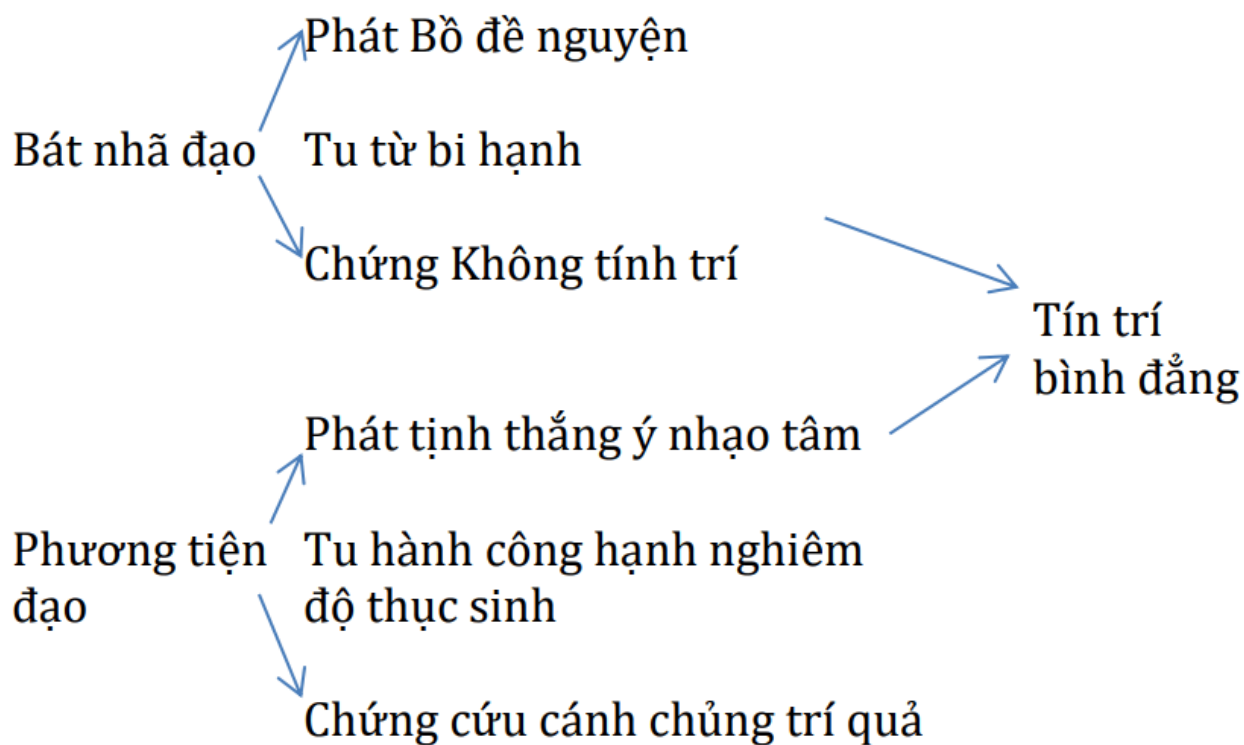 Phát Bồ đề nguyện
Bát nhã đạo
Tu từ bi hạnh
Chứng Không tính trí
Tín trí
bình đẳng
Phát tịnh thắng ý nhạo tâm
Phương tiện
đạo
Tu hành công hạnh nghiêm
độ thục sinh
Chứng cứu cánh chủng trí quả